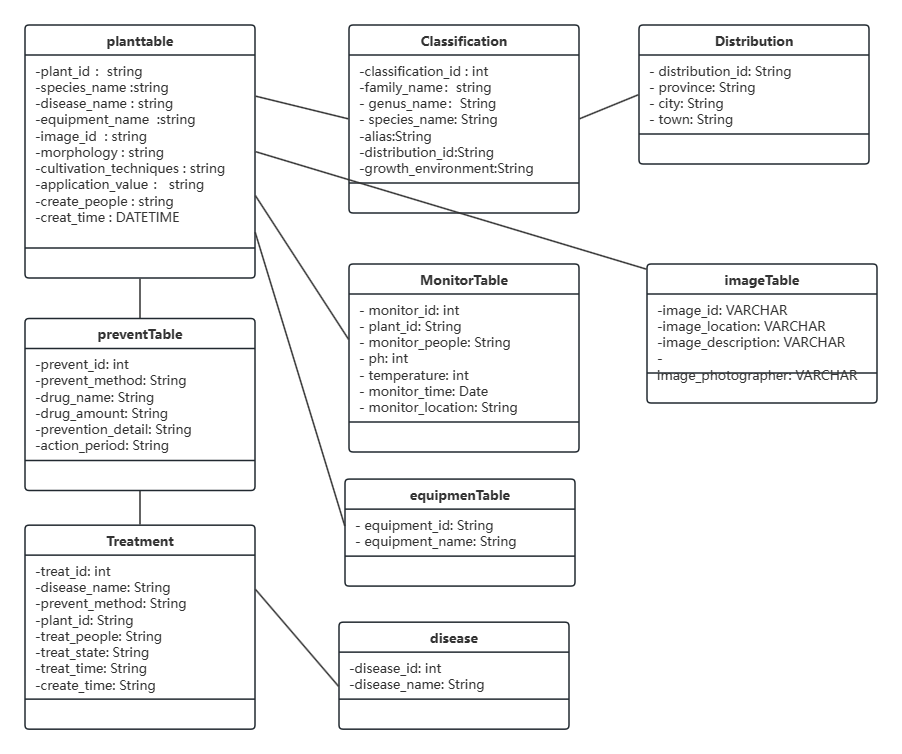 planttable
-plant_id： string
-species_name :string
-disease_name : string
-equipment_name  :string
-image_id  : string
-morphology : string
-cultivation_techniques : string
-application_value：  string
-create_people : string
-creat_time : DATETIME
Classification
-classification_id : int
-family_name： string
- genus_name： String
- species_name: String
-alias:String
-distribution_id:String
-growth_environment:String
Distribution
- distribution_id: String
- province: String
- city: String
- town: String
MonitorTable
- monitor_id: int
- plant_id: String
- monitor_people: String
- ph: int
- temperature: int
- monitor_time: Date
- monitor_location: String
imageTable
-image_id: VARCHAR
-image_location: VARCHAR
-image_description: VARCHAR
-
image_photographer: VARCHAR
preventTable
-prevent_id: int
-prevent_method: String
-drug_name: String
-drug_amount: String
-prevention_detail: String
-action_period: String
equipmenTable
- equipment_id: String
- equipment_name: String
Treatment
-treat_id: int
-disease_name: String
-prevent_method: String
-plant_id: String
-treat_people: String
-treat_state: String
-treat_time: String
-create_time: String
disease
-disease_id: int
-disease_name: String